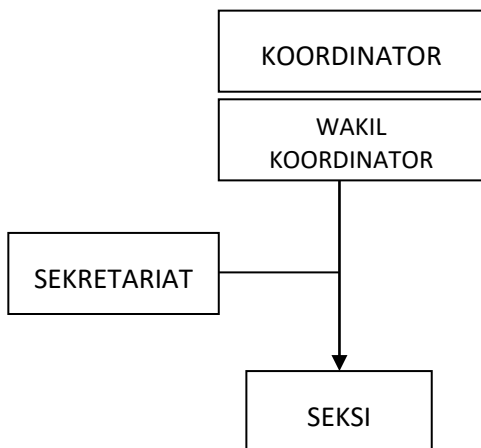 KOORDINATOR
WAKIL
KOORDINATOR
SEKRETARIAT
SEKSI